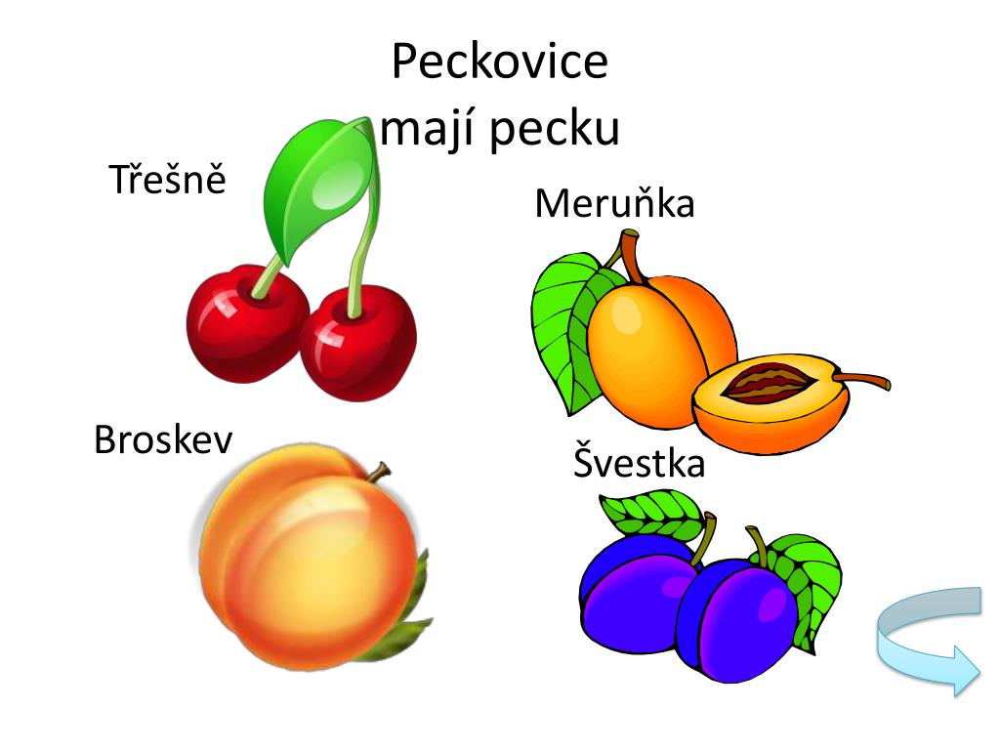 Peckovice
mají pecku
Třešně
Meruňka
Broskev
Švestka